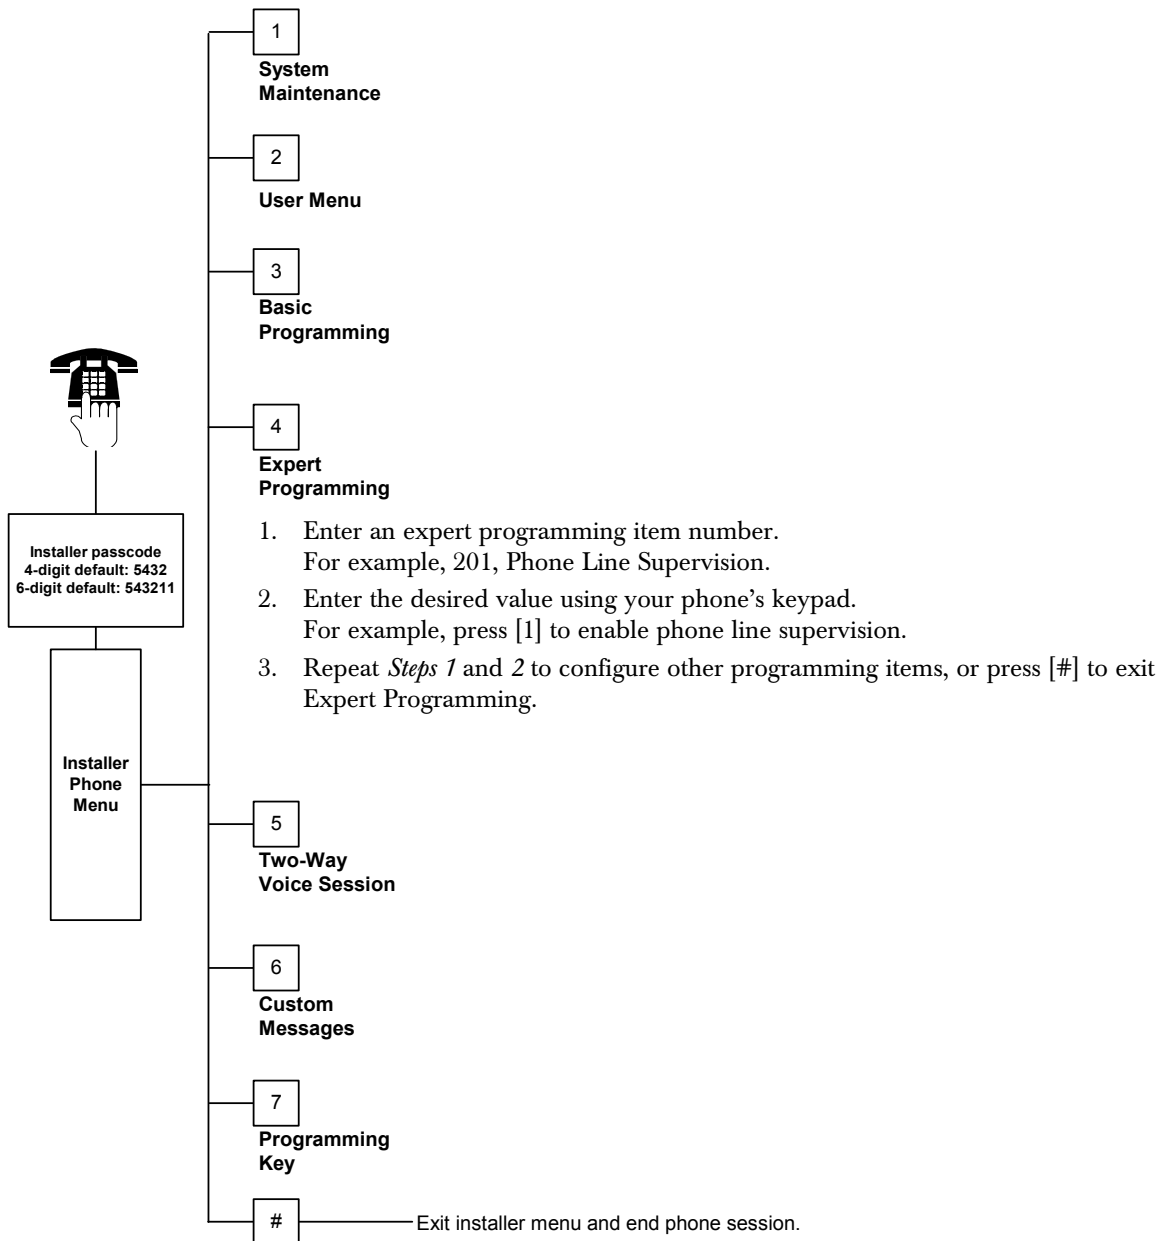 1
System
Maintenance
2
User Menu
3
Basic
Programming
4
Expert
Programming
Installer passcode
4-digit default: 5432
6-digit default: 543211
1. Enter an expert programming item number.
For example, 201, Phone Line Supervision.
2. Enter the desired value using your phone's keypad.
For example, press [1] to enable phone line supervision.
3. Repeat Steps 1 and 2 to configure other programming items, or press [#] to exit
Expert Programming.
Installer
Phone
Menu
5
Two-Way
Voice Session
6
Custom
Messages
7
Programming
Key
#
Exit installer menu and end phone session.